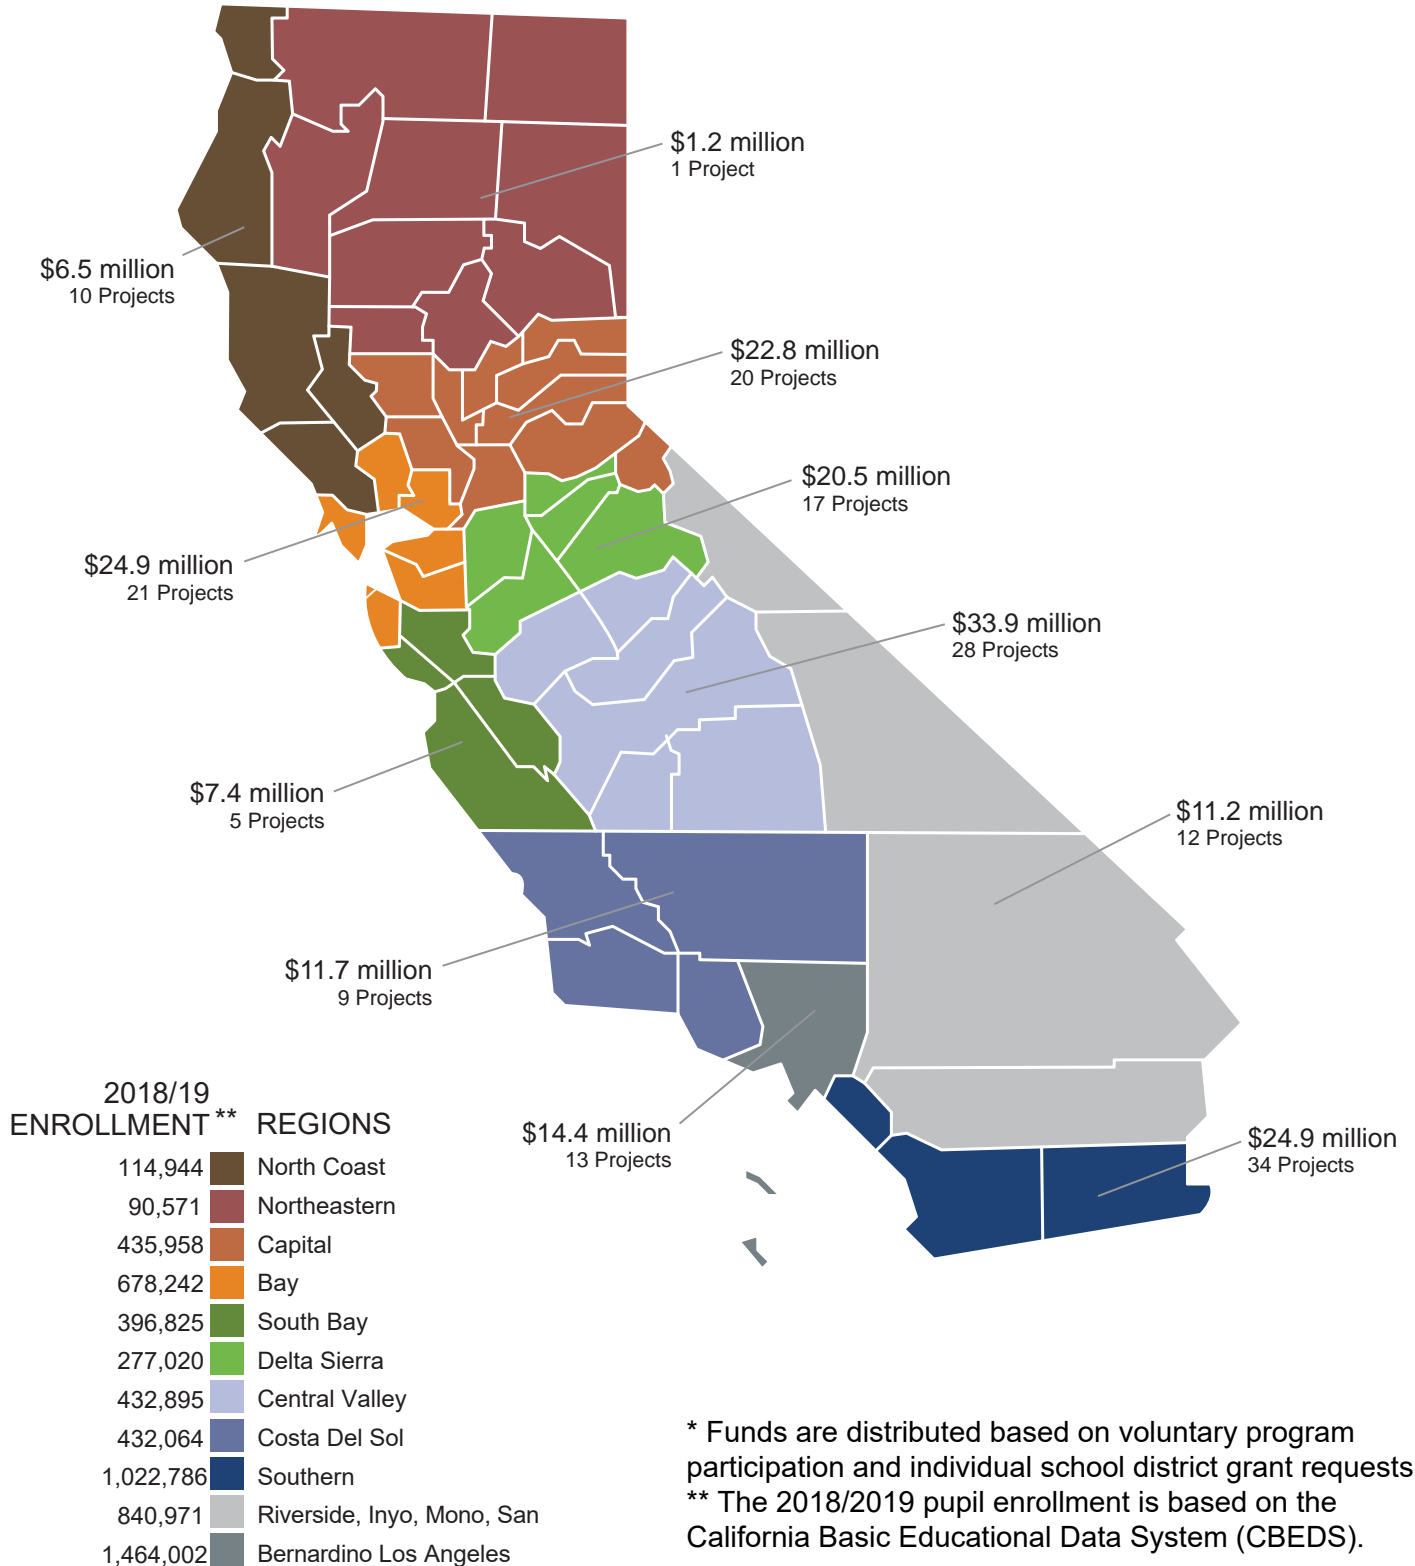 $1.2 million
1 Project
$6.5 million
10 Projects
$22.8 million
20 Projects
$20.5 million
17 Projects
$24.9 million
21 Projects
$33.9 million
28 Projects
$7.4 million
5 Projects
$11.2 million
12 Projects
$11.7 million
9 Projects
$14.4 million
13 Projects
$24.9 million
34 Projects
2018/19
ENROLLMENT ** REGIONS
114,944 North Coast
90,571 Northeastern
435,958 Capital
678,242 Bay
396,825 South Bay
277,020 Delta Sierra
432,895 Central Valley
432,064 Costa Del Sol
1,022,786 Southern
840,971 Riverside, Inyo, Mono, San
1,464,002 Bernardino Los Angeles
* Funds are distributed based on voluntary program
participation and individual school district grant requests
** The 2018/2019 pupil enrollment is based on the
California Basic Educational Data System (CBEDS).